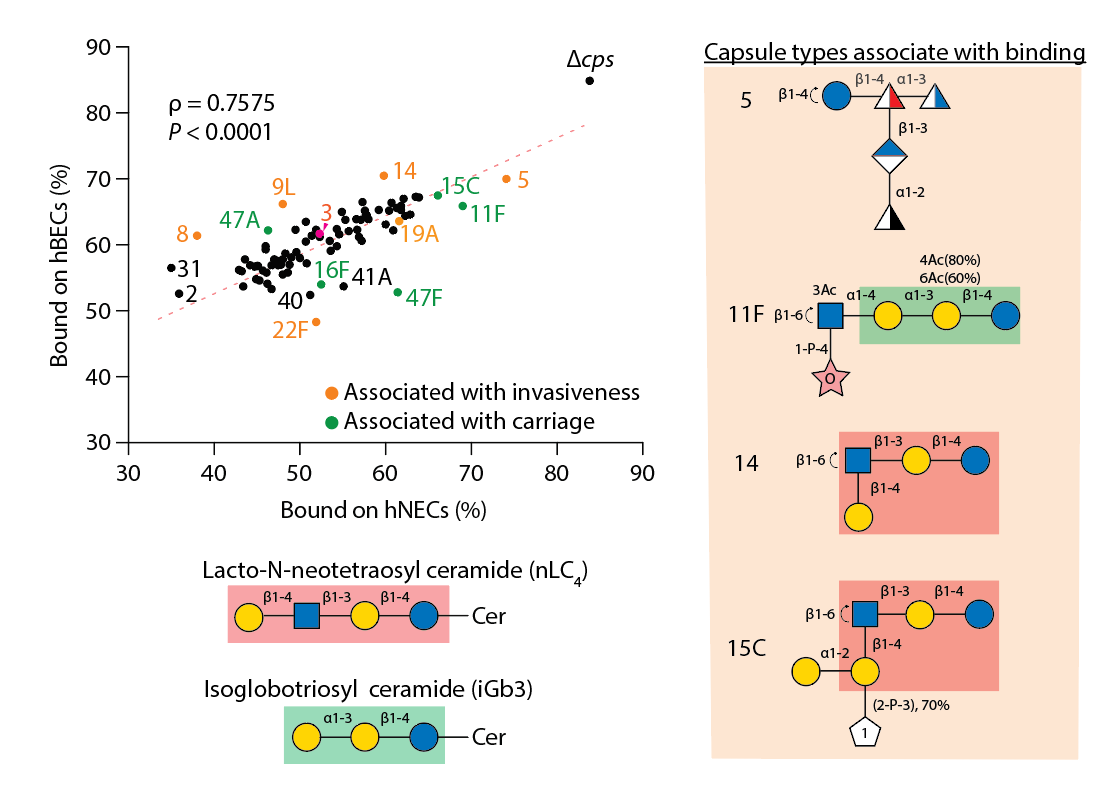 90
80
70
60
50
40
30
Bound on hBECs (%)
ρ = 0.7575
P < 0.0001
Δcps
14
5
15C
11F
9L
3
47A
19A
8
31
2
16F
41A
40
47F
22F
Associated with invasiveness
Associated with carriage
30 40 50 60 70 80 90
Bound on hNECs (%)
Lacto-N-neotetraosyl ceramide (nLC4)
β1-4 β1-3 β1-4
Cer
Isoglobotriosyl ceramide (iGb3)
α1-3 β1-4
Cer
Capsule types associate with binding
5
β1-4 β1-4 α1-3
β1-3
α1-2
11F
4Ac(80%)
6Ac(60%)
3Ac
β1-6 α1-4 α1-3 β1-4
1-P-4
O
14
β1-6 β1-3 β1-4
β1-4
15C
β1-6 β1-3 β1-4
β1-4
α1-2
(2-P-3), 70%
1